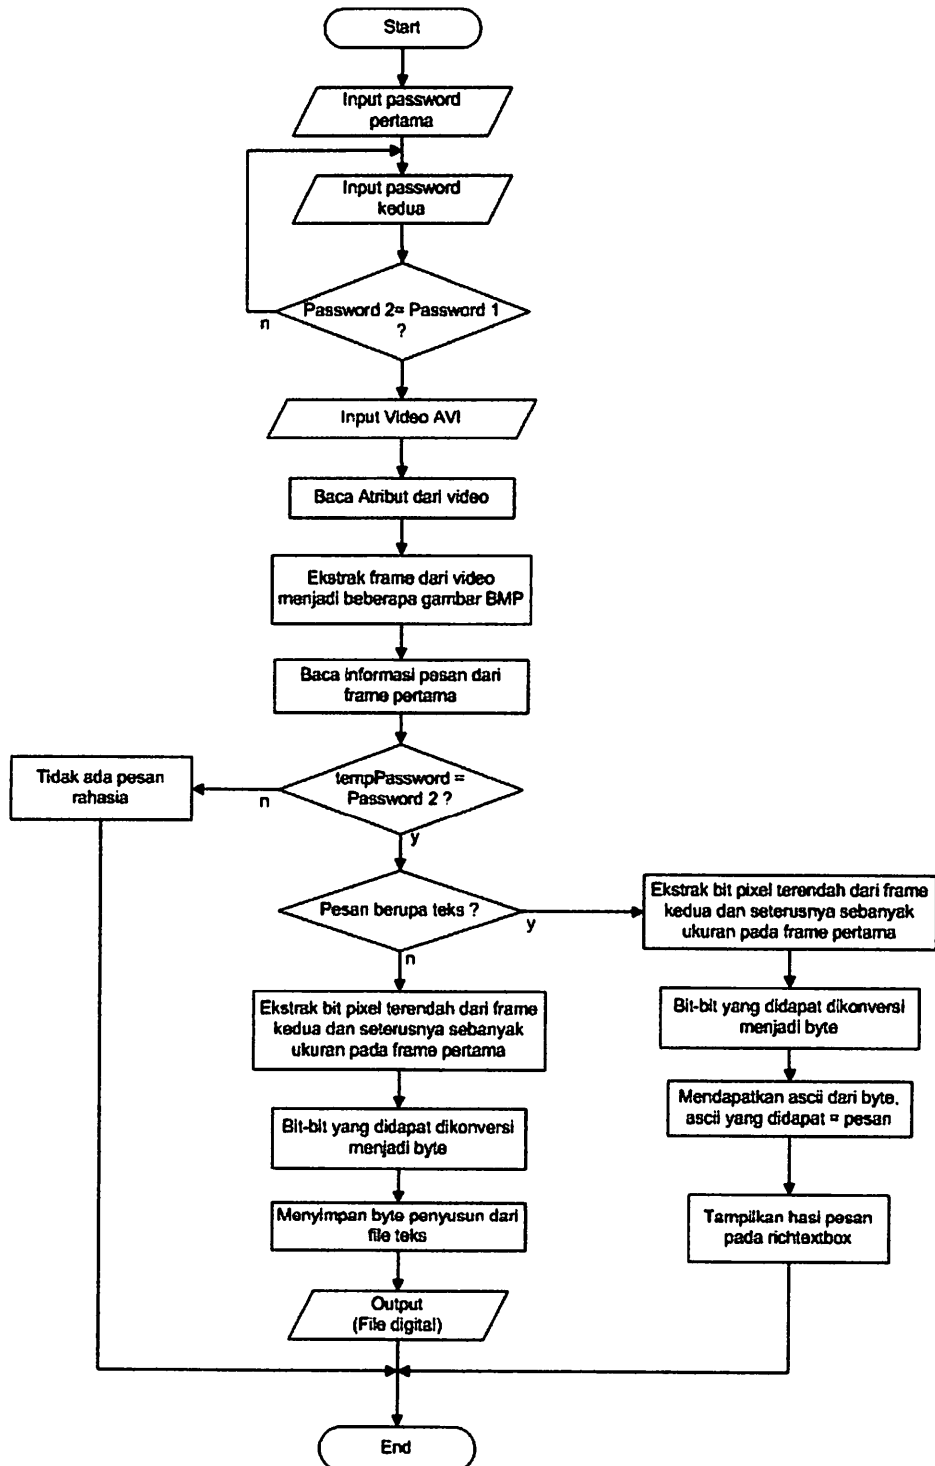 Start
Input password
pertama
Input password
kedua
Password 2= Password 1
?
n
Input Video AVI
Baca Atribut dari video
Ekstrak frame dari video
menjadi beberapa gambar BMP
Baca informasi pesan dari
frame pertama
tempPassword =
Password 2 ?
n
y
Tidak ada pesan
rahasia
Pesan berupa teks ?
y
n
Ekstrak bit pixel terendah dari frame
kedua dan seterusnya sebanyak
ukuran pada frame pertama
Bit-bit yang didapat dikonversi
menjadi byte
Mendapatkan ascii dari byte,
ascii yang didapat = pesan
Tampilkan hasi pesan
pada richtextbox
Ekstrak bit pixel terendah dari frame
kedua dan seterusnya sebanyak
ukuran pada frame pertama
Bit-bit yang didapat dikonversi
menjadi byte
Menyimpan byte penyusun dari
file teks
Output
(File digital)
End